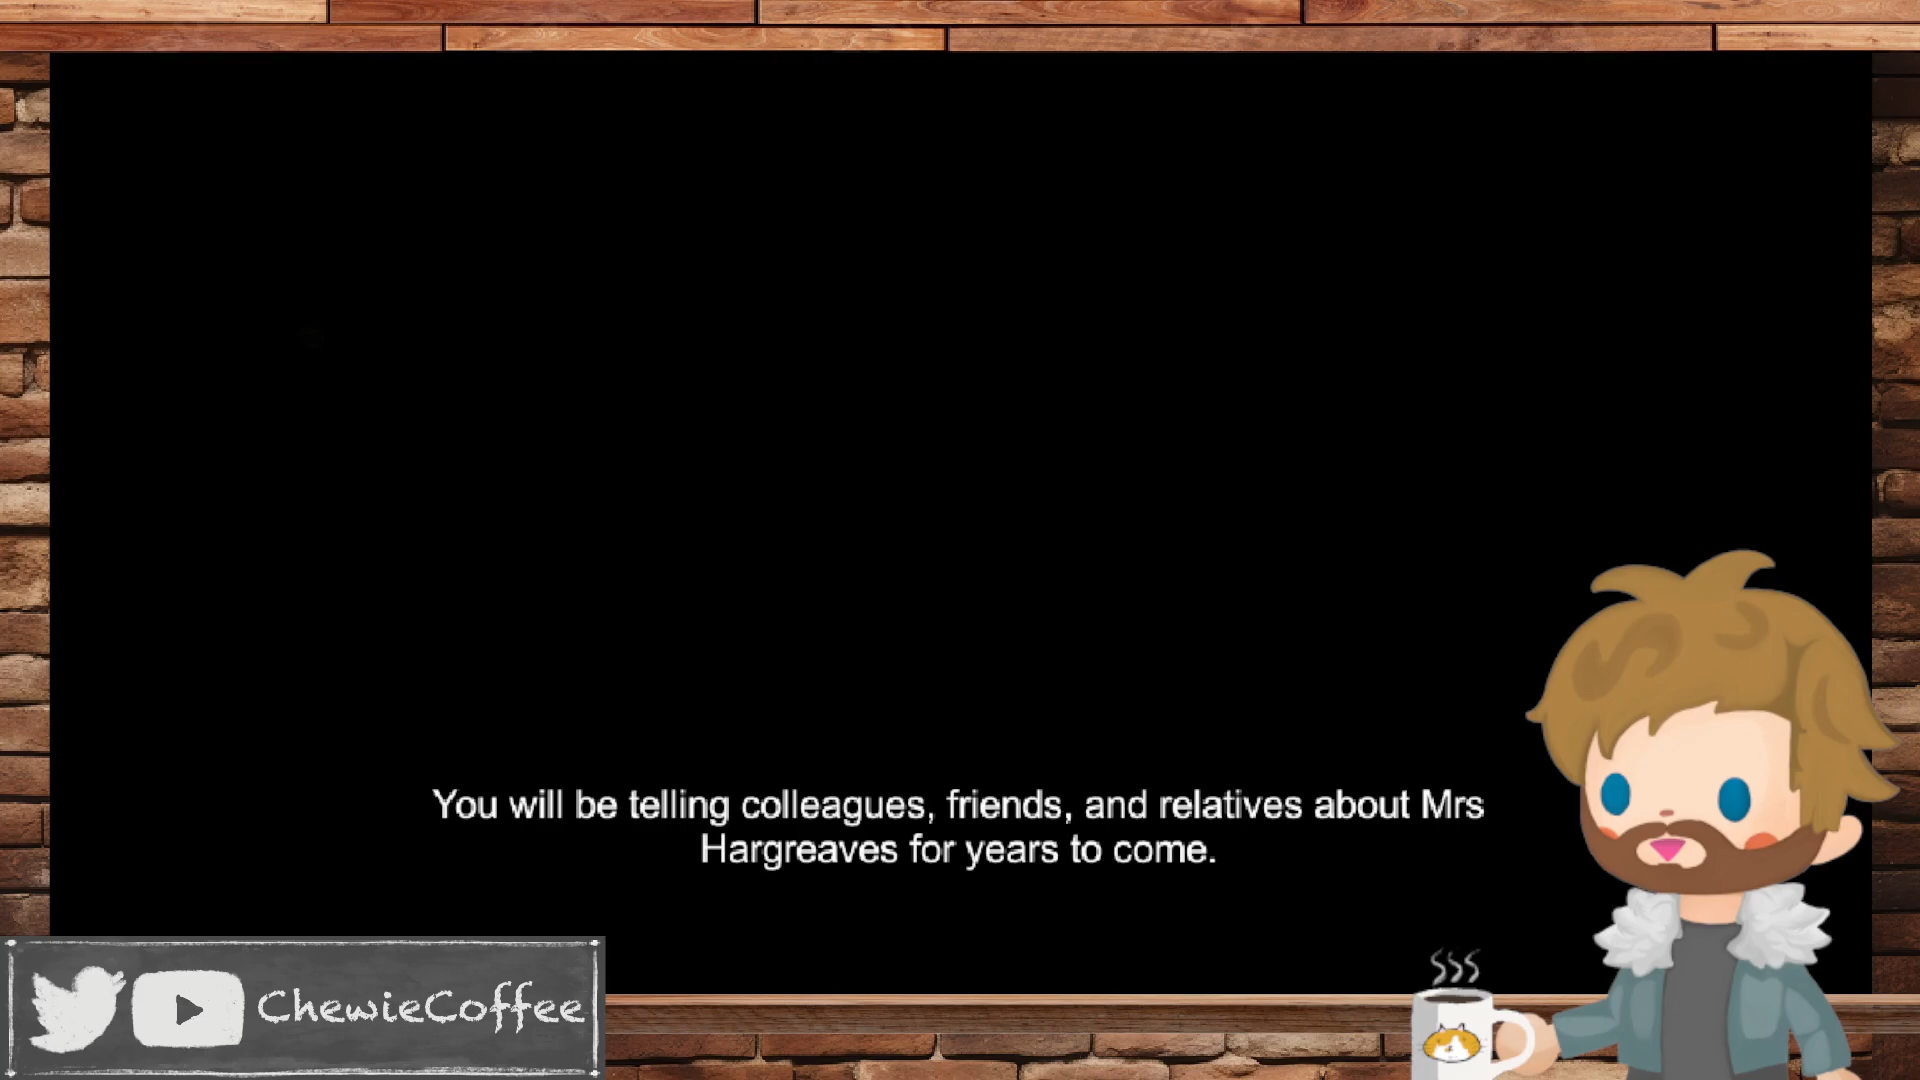 You will be telling colleagues, friends, and relatives about Mrs
Hargreaves for years to come.
ChewieCoffee